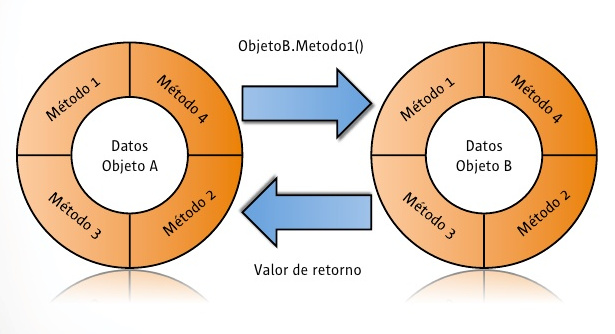 ObjetoB.Metodo1()
Método 1
Método 4
Datos
Objeto A
Método 3
Método 2
Método 1
Método 4
Datos
Objeto B
Método 3
Método 2
Valor de retorno